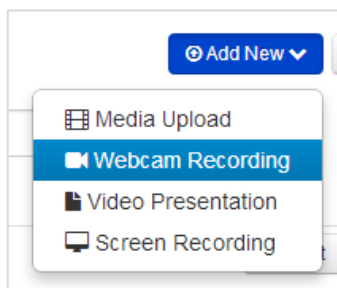 Add New
Media Upload
Webcam Recording
Video Presentation
Screen Recording